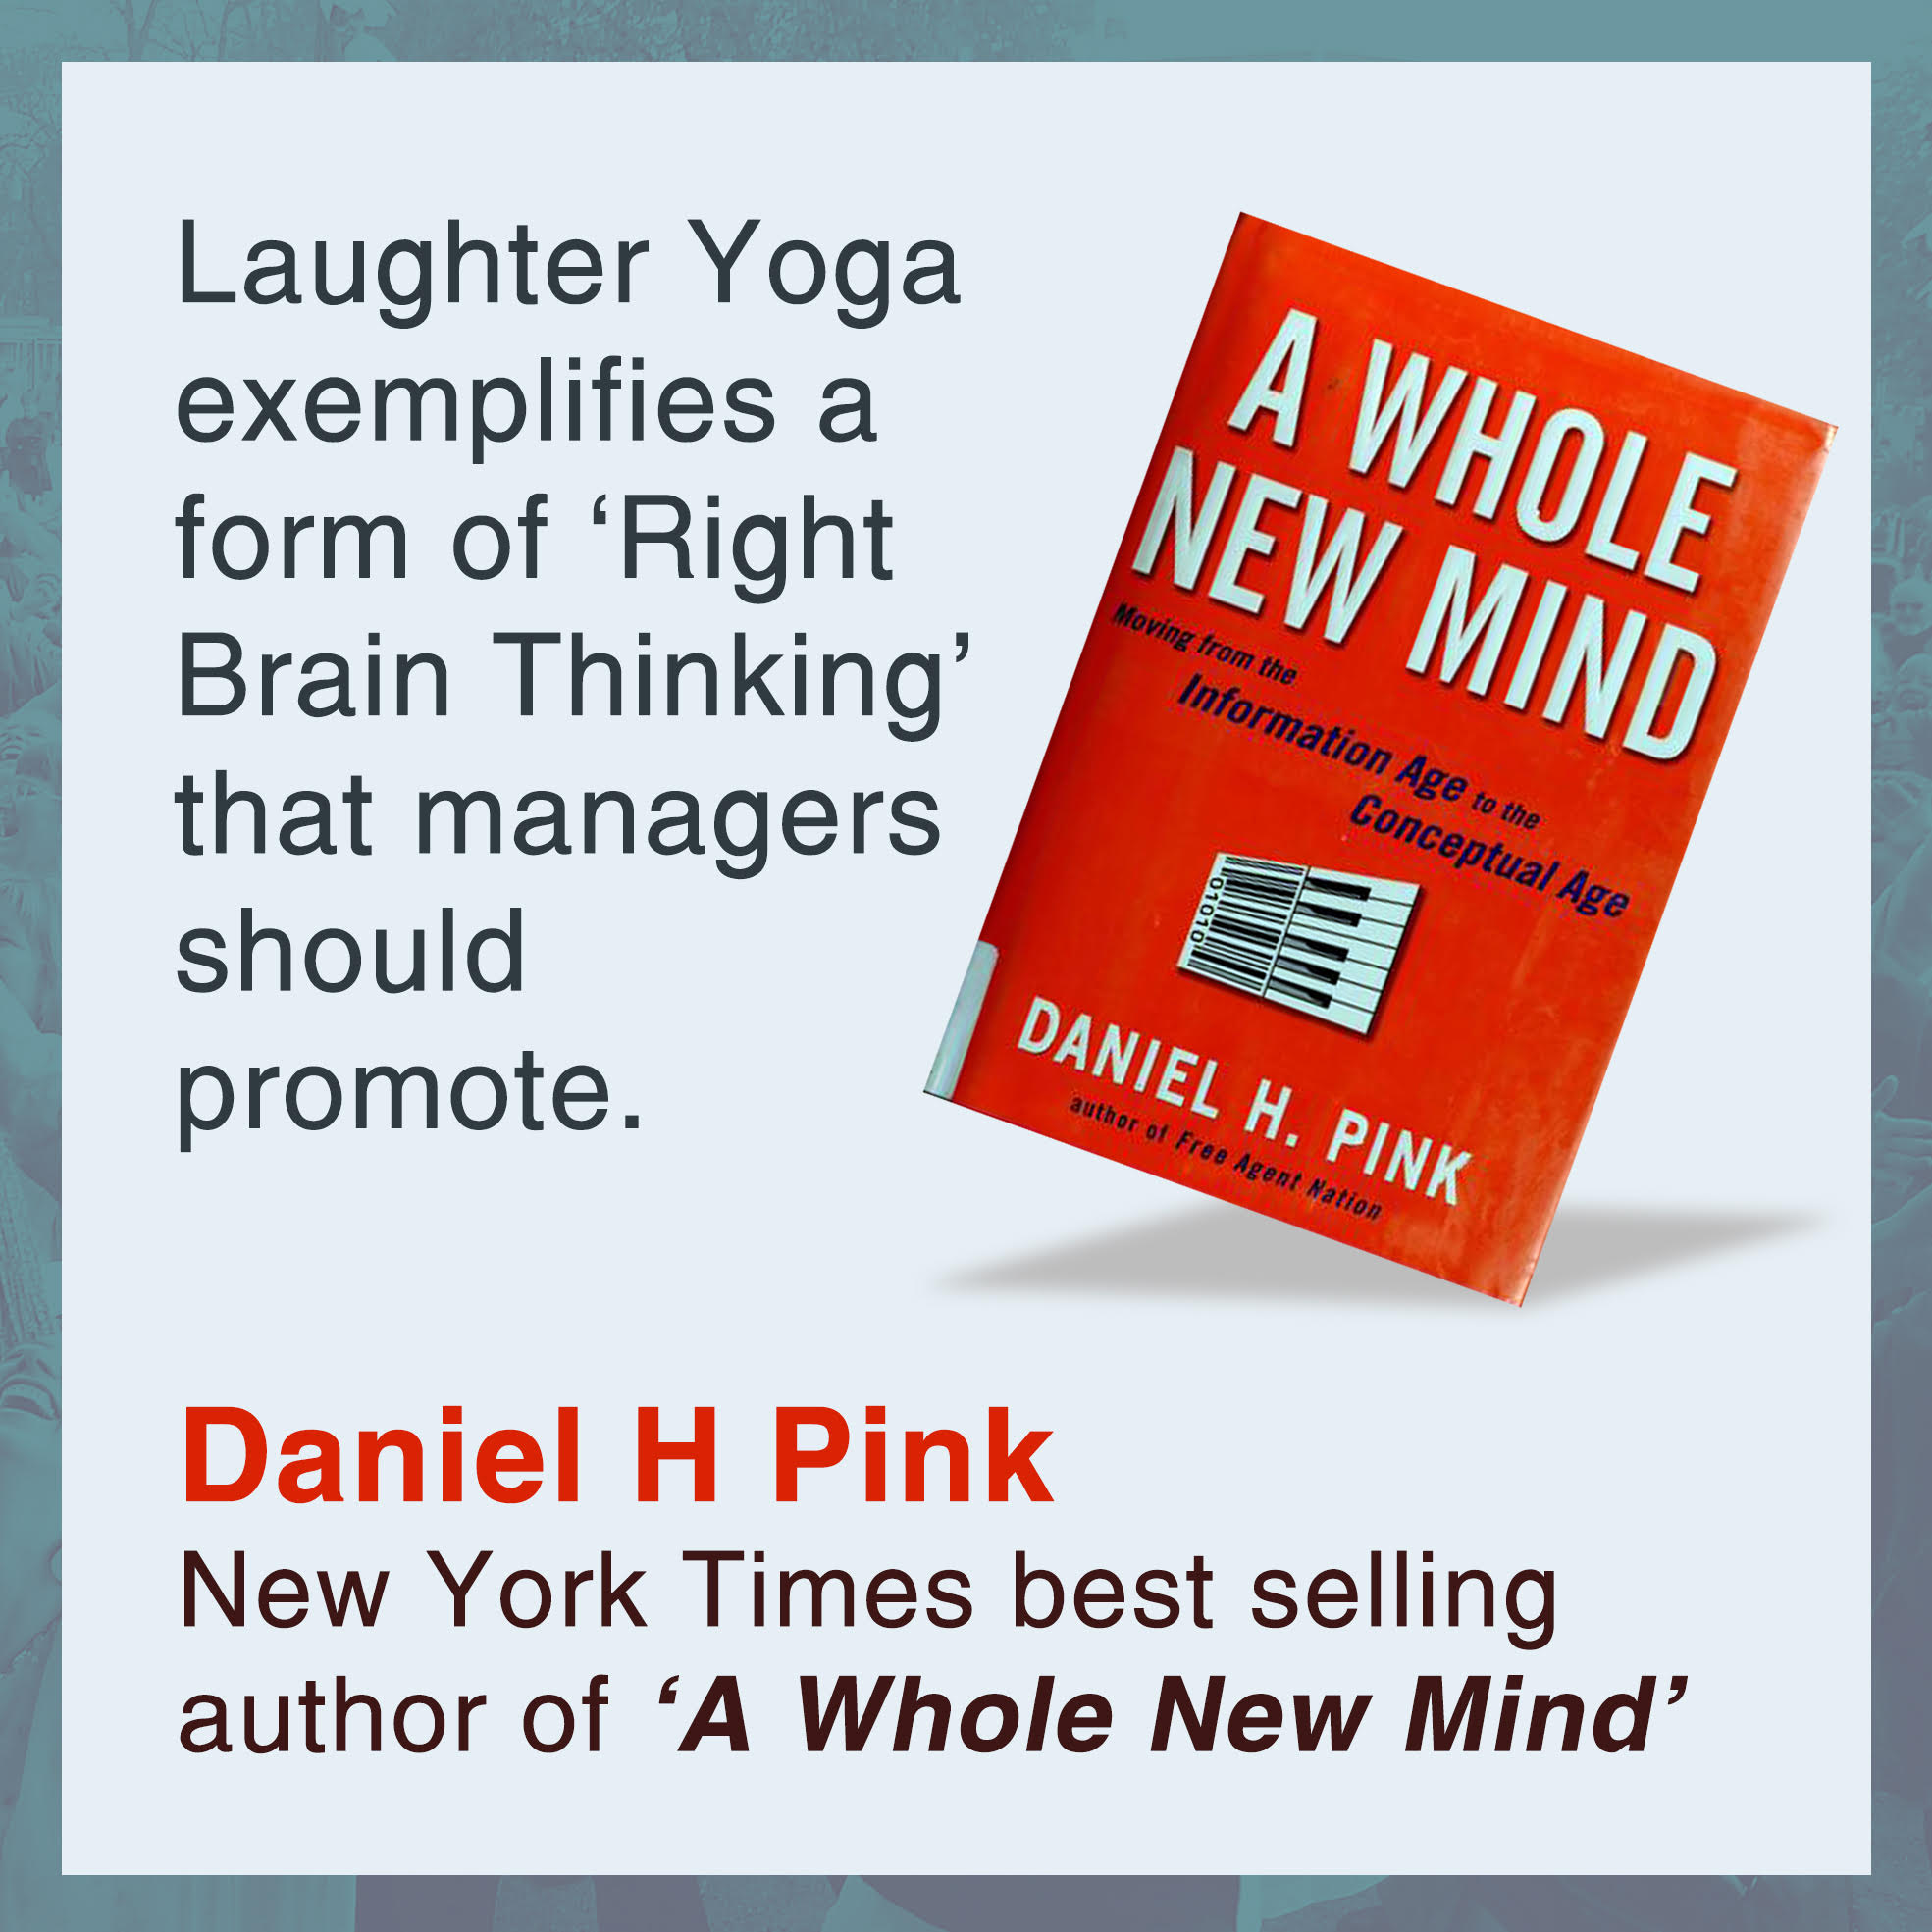 Laughter Yoga
exemplifies a
form of ‘Right
Brain Thinking’
that managers
should
promote.
A WHOLE
NEW MIND
Moving from the
Information Age to the
Conceptual Age
01010
DANIEL H. PINK
author of Free Agent Nation
Daniel H Pink
New York Times best selling
author of ‘A Whole New Mind’